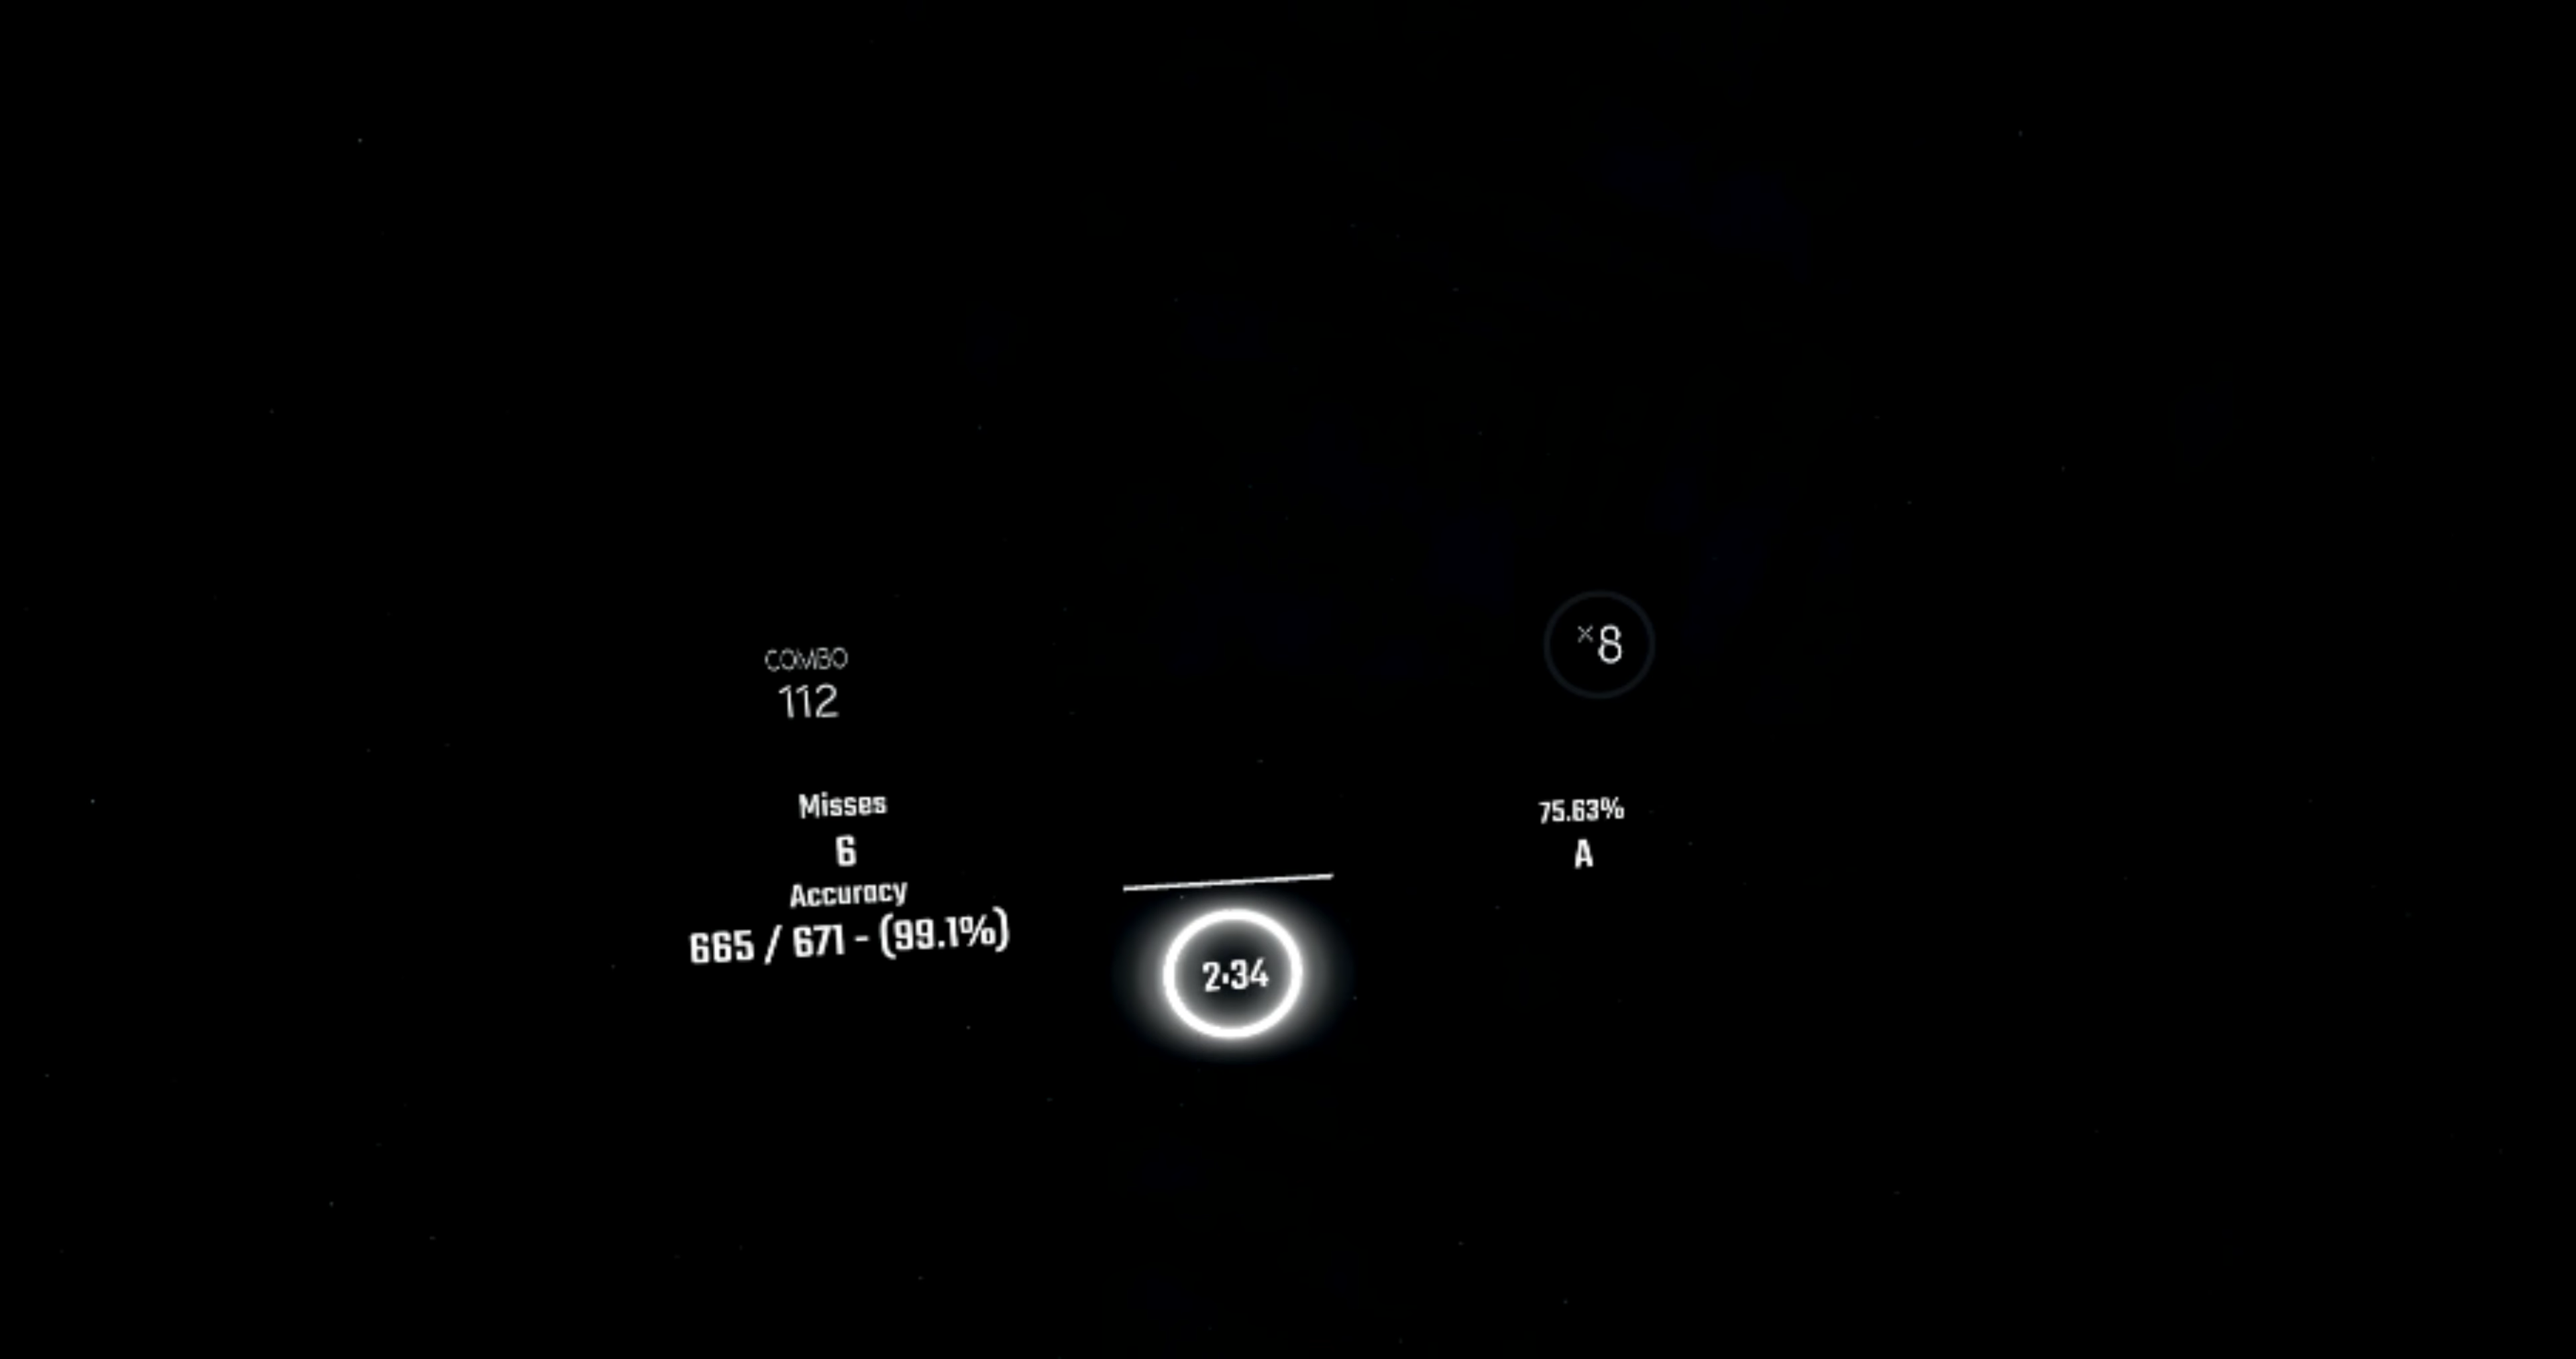 COMBO
112
×8
Misses
6
Accuracy
665 / 671 - (99.1%)
75.63%
A
2:34